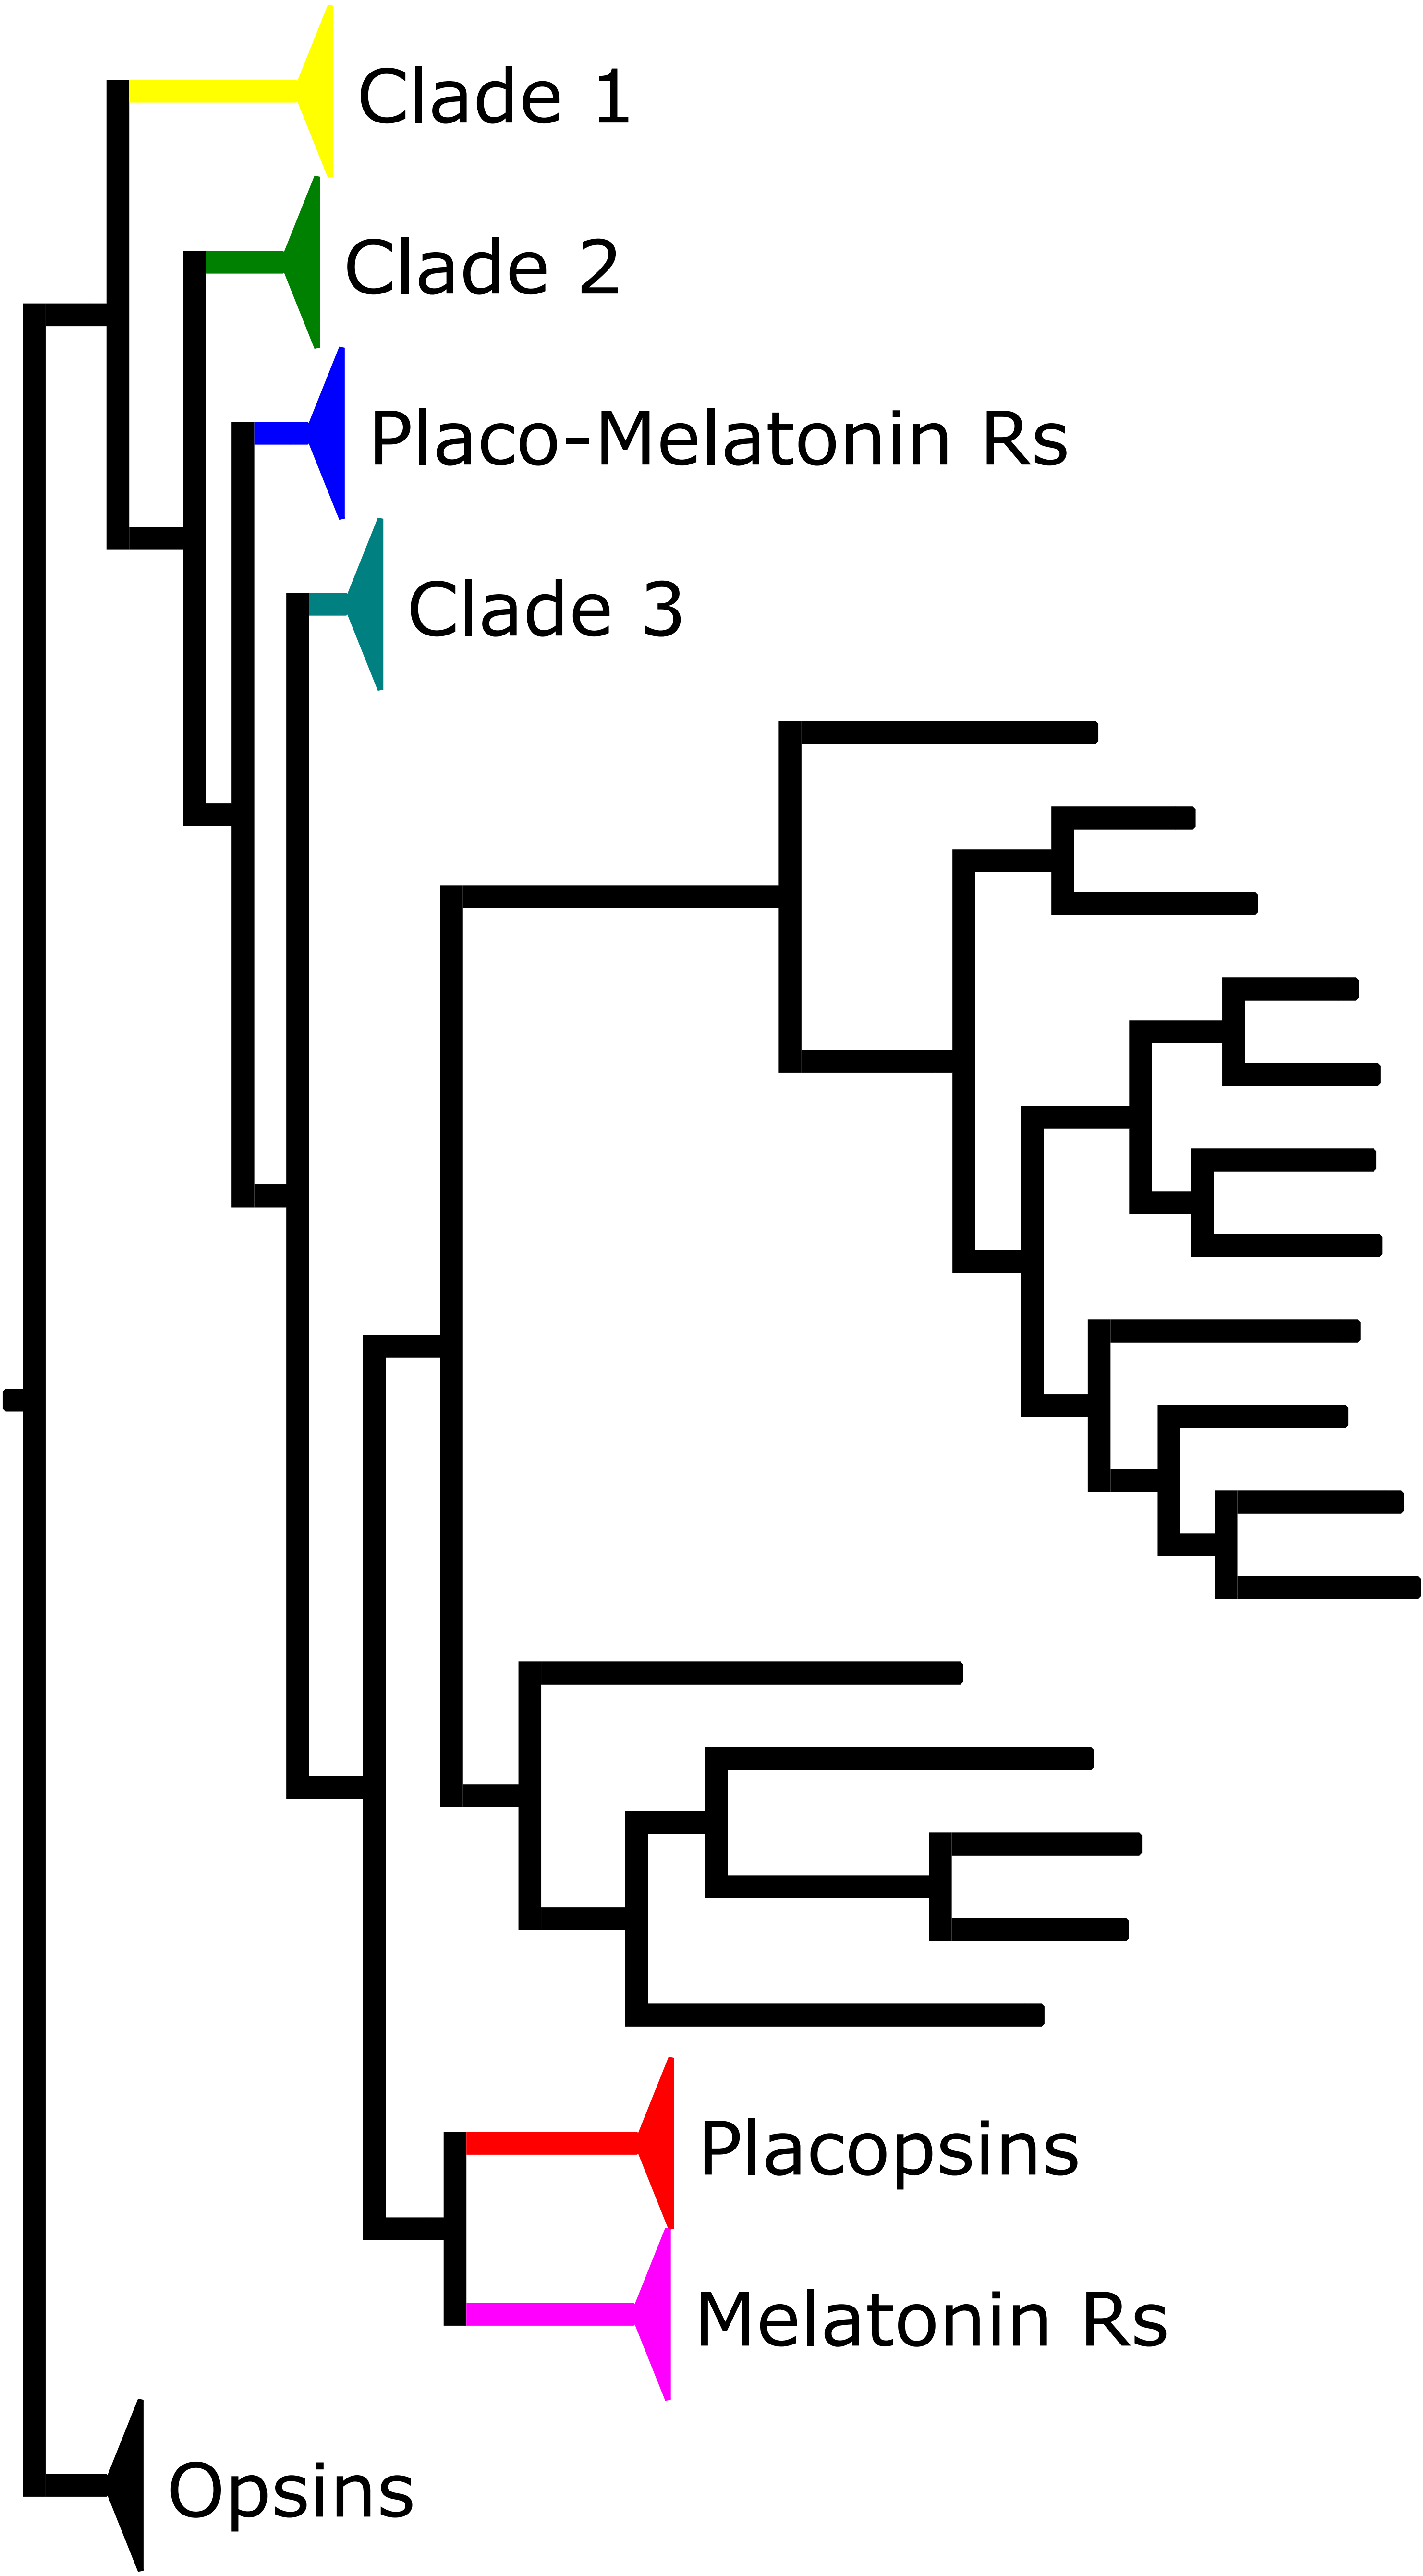 Clade 1
Clade 2
Placo-Melatonin Rs
Clade 3
Placopsins
Melatonin Rs
Opsins